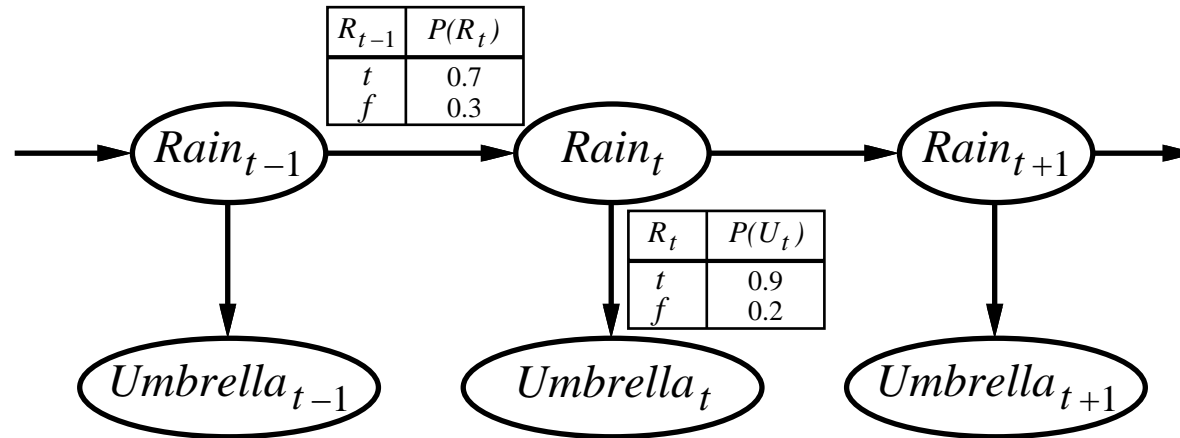 R_{t-1} P(R_t)
t 0.7
f 0.3
Rain_{t-1} Rain_t Rain_{t+1}
R_t P(U_t)
t 0.9
f 0.2
Umbrella_{t-1} Umbrella_t Umbrella_{t+1}